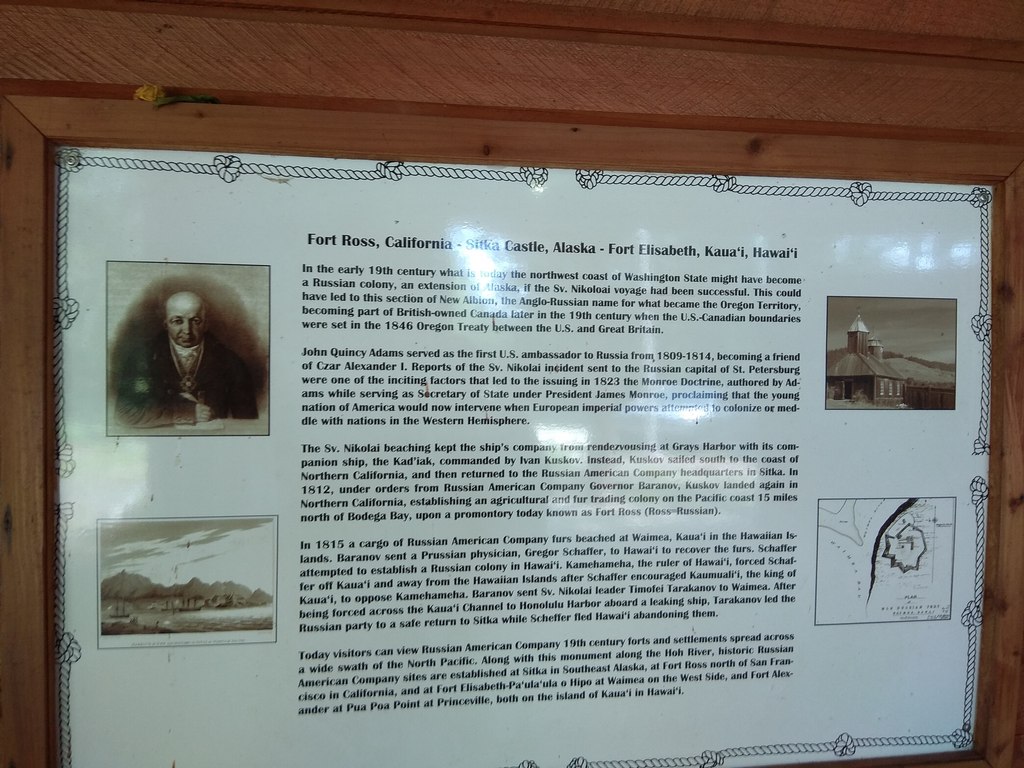 Fort Ross, California - Sitka Castle, Alaska - Fort Elisabeth, Kaua'i, Hawai'i
In the early 19th century what is today the northwest coast of Washington State might have become
a Russian colony, an extension of Alaska, if the Sv. Nikoloai voyage had been successful. This could
have led to this section of New Albion, the Anglo-Russian name for what became the Oregon Territory,
becoming part of British-owned Canada later in the 19th century when the U.S.-Canadian boundaries
were set in the 1846 Oregon Treaty between the U.S. and Great Britain.
John Quincy Adams served as the first U.S. ambassador to Russia from 1809-1814, becoming a friend
of Czar Alexander I. Reports of the Sv. Nikolai incident sent to the Russian capital of St. Petersburg
were one of the inciting factors that led to the issuing in 1823 the Monroe Doctrine, authored by Ad-
ams while serving as Secretary of State under President James Monroe, proclaiming that the young
nation of America would now intervene when European imperial powers attempted to colonize or med-
dle with nations in the Western Hemisphere.
The Sv. Nikolai beaching kept the ship's company from rendezvousing at Grays Harbor with its com-
panion ship, the Kad'iak, commanded by Ivan Kuskov. Instead, Kuskov sailed south to the coast of
Northern California, and then returned to the Russian American Company headquarters in Sitka. In
1812, under orders from Russian American Company Governor Baranov, Kuskov landed again in
Northern California, establishing an agricultural and fur trading colony on the Pacific coast 15 miles
north of Bodega Bay, upon a promontory today known as Fort Ross (Ross=Russian).
In 1815 a cargo of Russian American Company furs beached at Waimea, Kaua'i in the Hawaiian Is-
lands. Baranov sent a Prussian physician, Gregor Schaffer, to Hawai'i to recover the furs. Schaffer
attempted to establish a Russian colony in Hawai'i. Kamehameha, the ruler of Hawai'i, forced Schaf-
fer off Kaua'i and away from the Hawaiian Islands after Schaffer encouraged Kaumuali'i, the king of
Kaua'i, to oppose Kamehameha. Baranov sent Sv. Nikolai leader Timofei Tarakanov to Waimea. After
being forced across the Kaua'i Channel to Honolulu Harbor aboard a leaking ship, Tarakanov led the
Russian party to a safe return to Sitka while Scheffer fled Hawai'i abandoning them.
Today visitors can view Russian American Company 19th century forts and settlements spread across
a wide swath of the North Pacific. Along with this monument along the Hoh River, historic Russian
American Company sites are established at Sitka in Southeast Alaska, at Fort Ross north of San Fran-
cisco in California, and at Fort Elisabeth-Pa'ula'ula o Hipo at Waimea on the West Side, and Fort Alex-
ander at Pua Poa Point at Princeville, both on the island of Kaua'i in Hawai'i.
PLAN